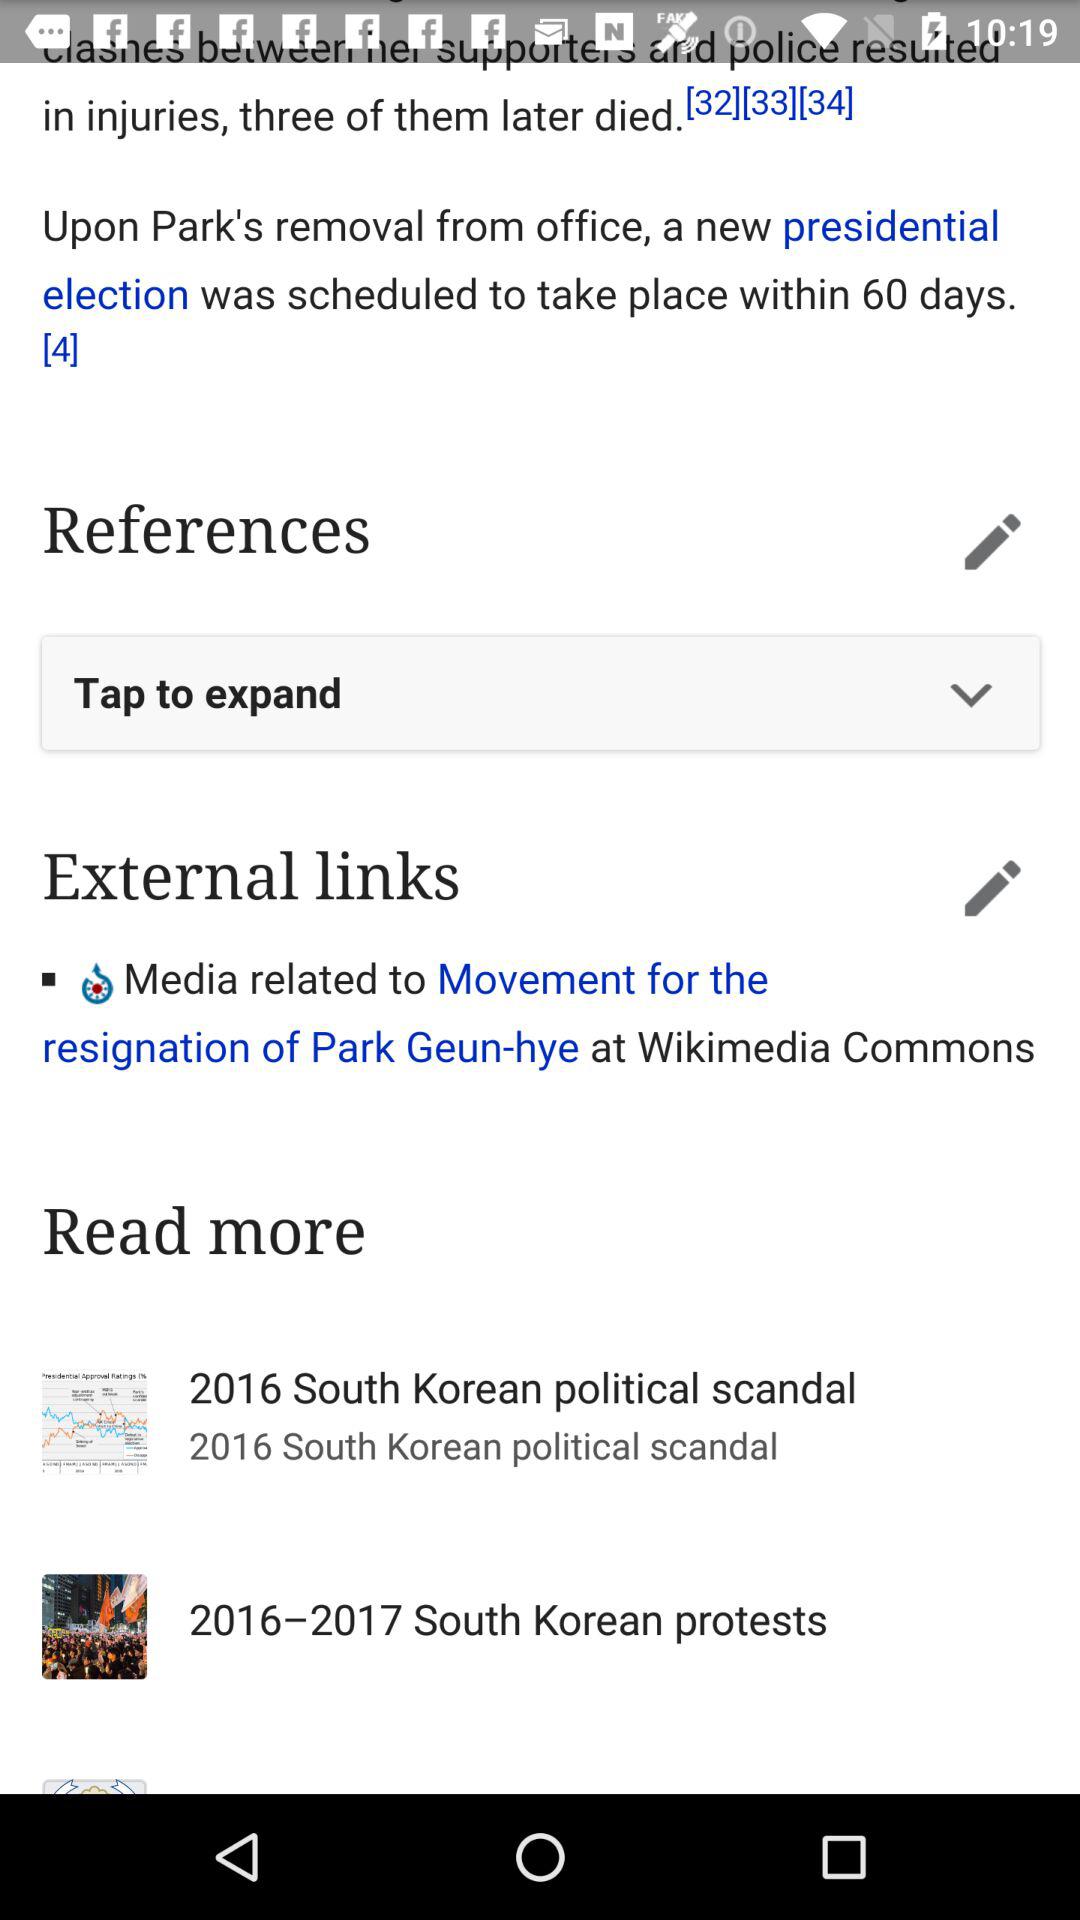 10:19
clashes between her supporters and police resulted
in injuries, three of them later died.[32][33][34]
Upon Park's removal from office, a new presidential
election was scheduled to take place within 60 days.
[4]
References
Tap to expand
External links
▪ Media related to Movement for the
resignation of Park Geun-hye at Wikimedia Commons
Read more
Presidential Approval Ratings (%
2016 South Korean political scandal
2016 South Korean political scandal
2016–2017 South Korean protests